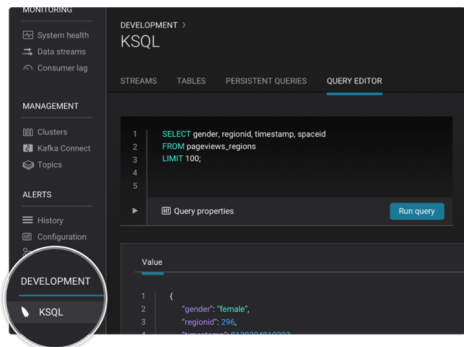 MONITORING
System health
Data streams
Consumer lag
MANAGEMENT
Clusters
Kafka Connect
Topics
ALERTS
History
Configuration
DEVELOPMENT
KSQL
DEVELOPMENT >
KSQL
STREAMS TABLES PERSISTENT QUERIES QUERY EDITOR
1 SELECT gender, regionid, timestamp, spaceid
2 FROM pageviews_regions
3 LIMIT 100;
4
5
Query properties Run query
Value
1 {
2 "gender": "female",
3 "regionid": 296,